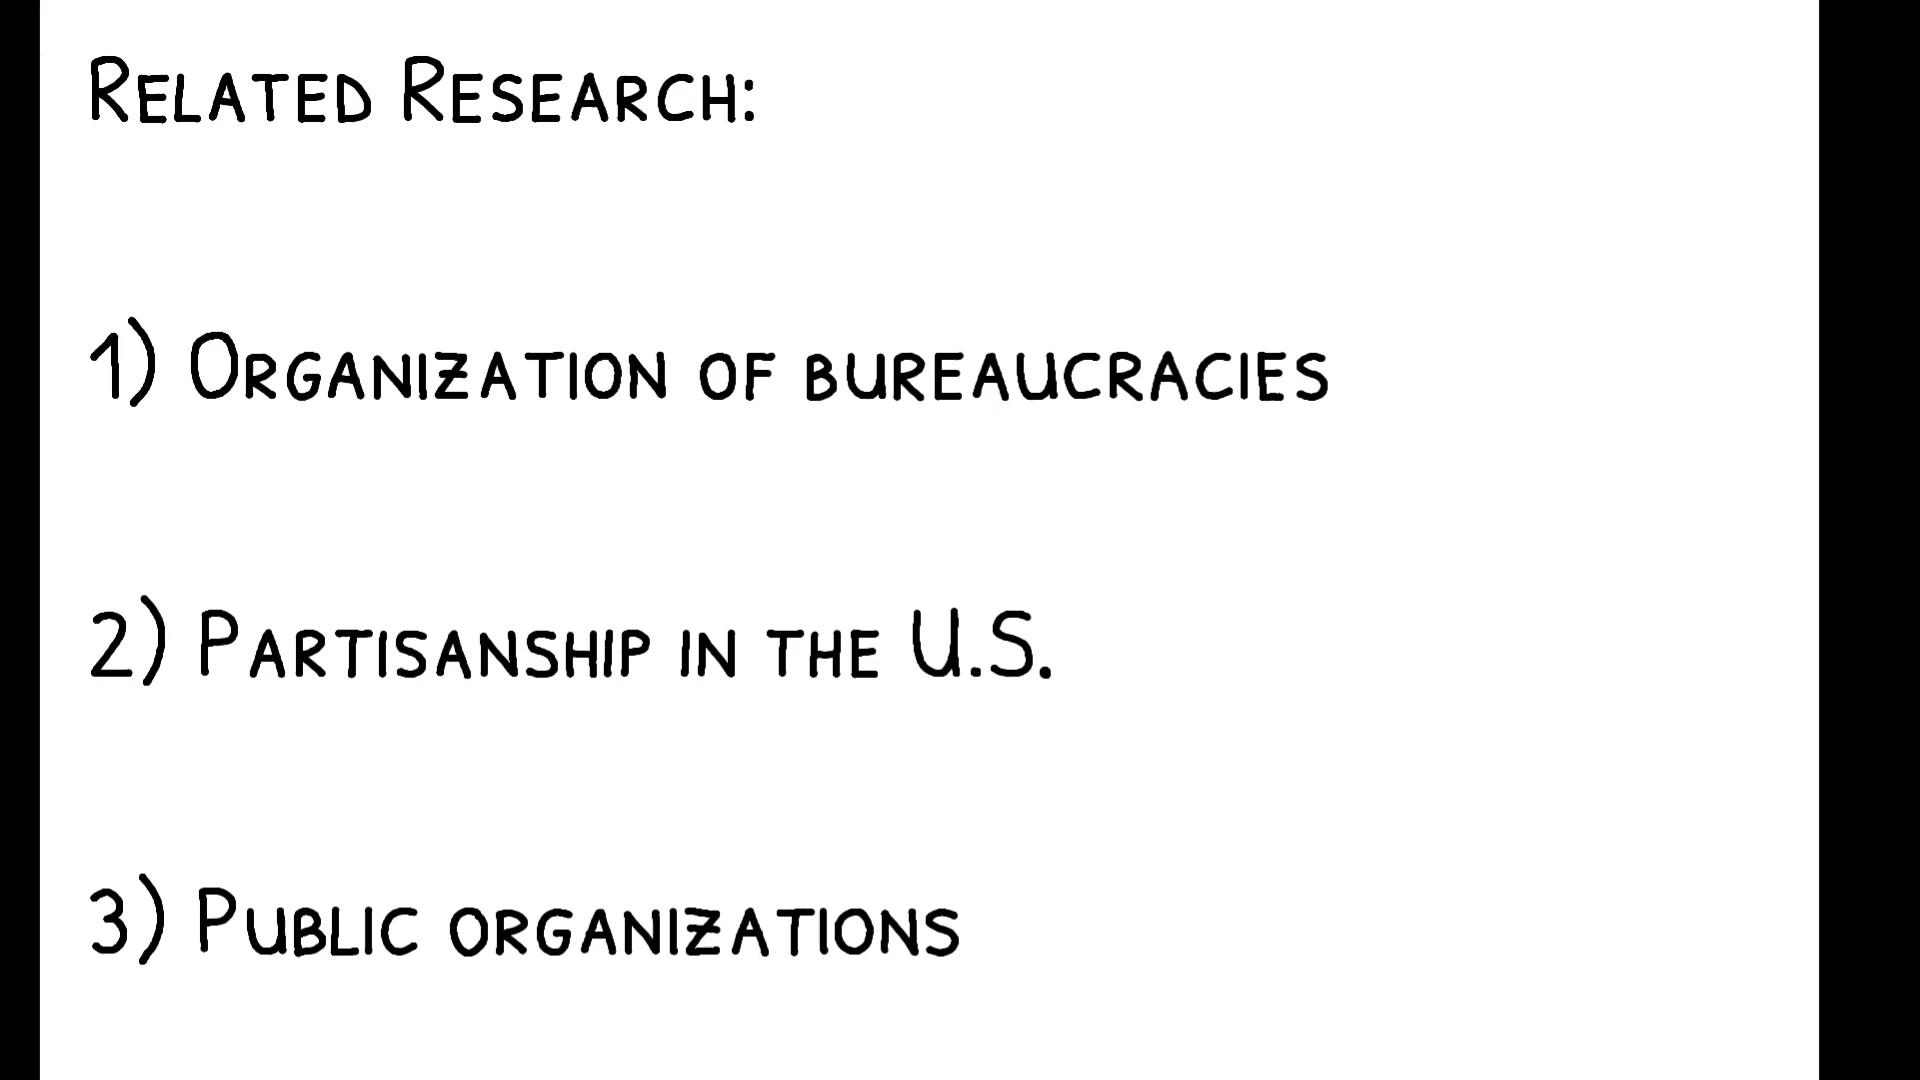 Related Research:
1) Organization of bureaucracies
2) Partisanship in the U.S.
3) Public organizations